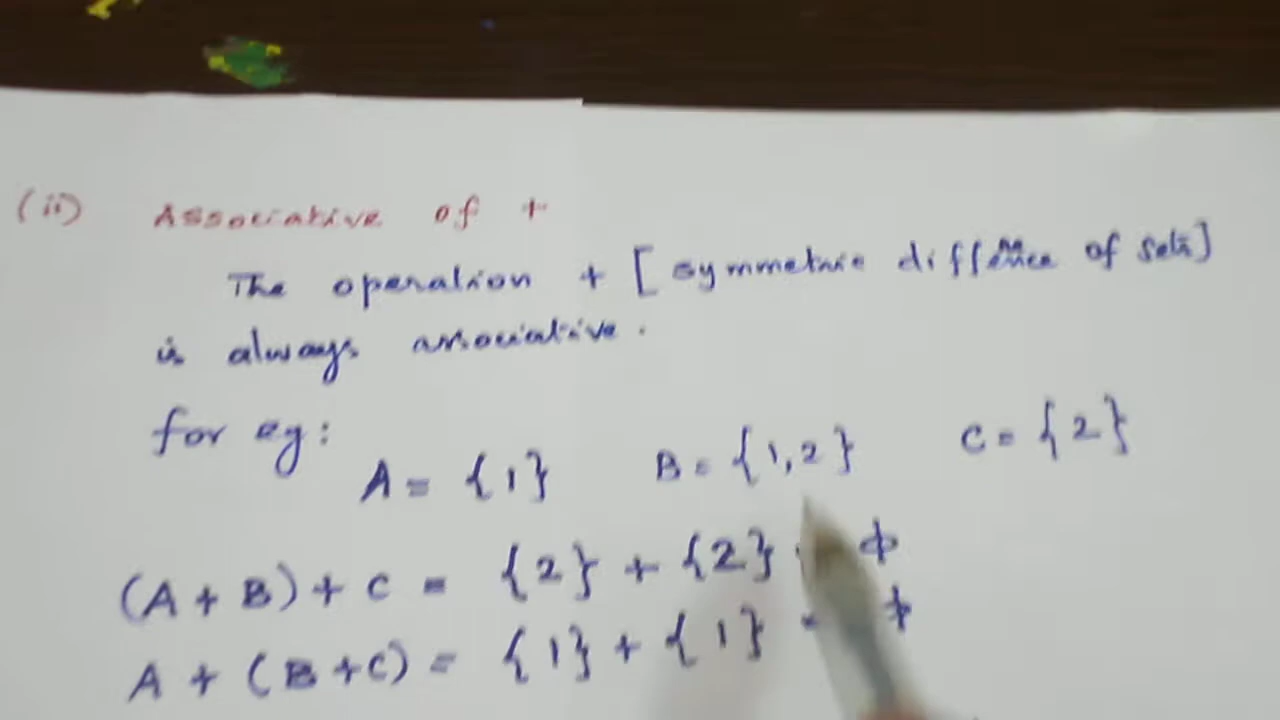 (ii) Associative of +
The operation + [symmetric difference of sets]
is always associative.
for eg:
A = {1} B = {1,2} C = {2}
(A + B) + C = {2} + {2} = ϕ
A + (B + C) = {1} + {1} = ϕ